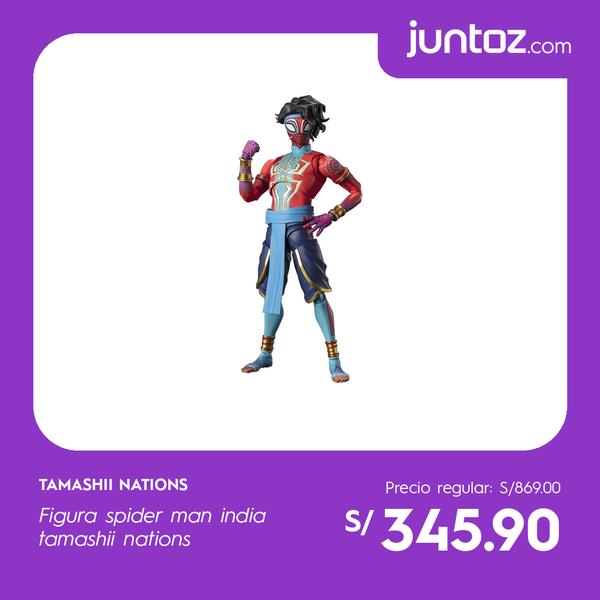 juntoz.com
TAMASHII NATIONS
Figura spider man india
tamashii nations
Precio regular: S/869.00
S/ 345.90